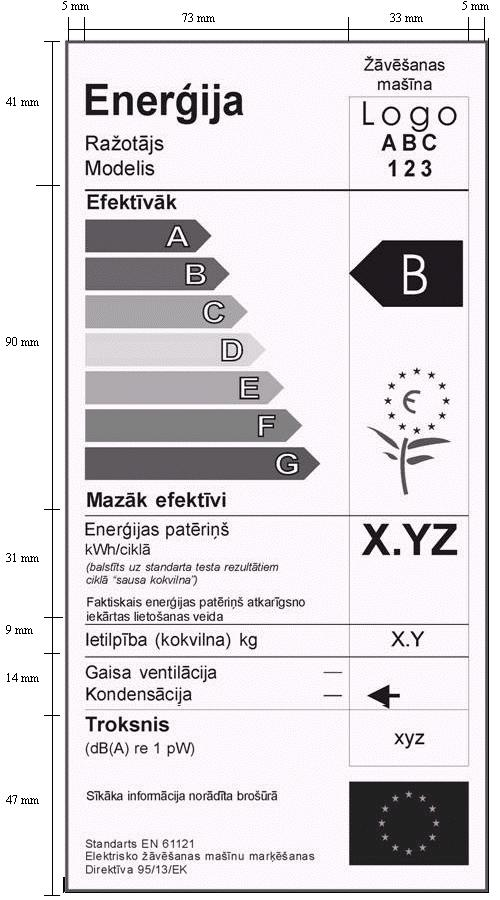 5 mm
73 mm
33 mm
5 mm
41 mm
Enerģija
Žāvēšanas
mašīna
Logo
Ražotājs
ABC
Modelis
123
90 mm
Efektīvāk
A
B
B
C
D
E
F
G
Mazāk efektīvi
31 mm
Enerģijas patēriņš
X.YZ
kWh/ciklā
(balstīts uz standarta testa rezultātiem
ciklā “sausa kokvilna”)
Faktiskais enerģijas patēriņš atkarīgsno
iekārtas lietošanas veida
9 mm
Ietilpība (kokvilna) kg
X.Y
14 mm
Gaisa ventilācija —
Kondensācija —
47 mm
Troksnis
(dB(A) re 1 pW)
xyz
Sīkāka informācija norādīta brošūrā
Standarts EN 61121
Elektrisko žāvēšanas mašīnu marķēšanas
Direktīva 95/13/EK